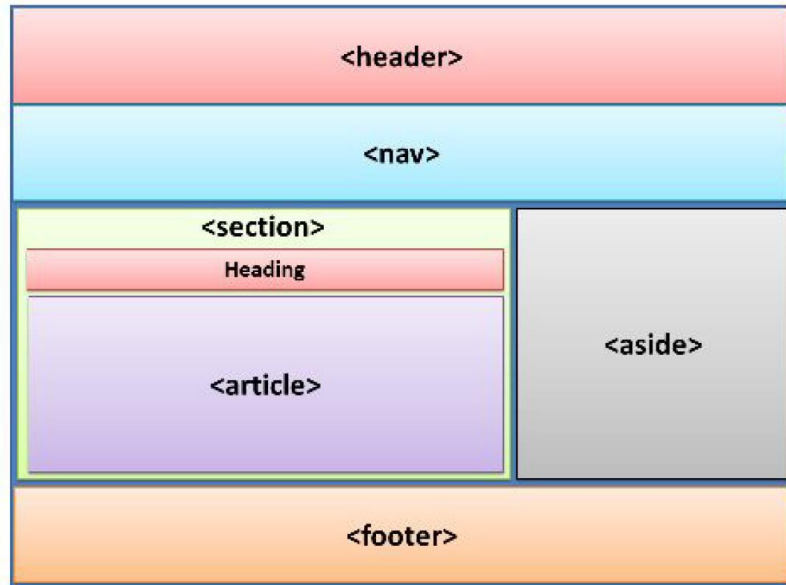 <header>
<nav>
<section>
Heading
<article>
<aside>
<footer>